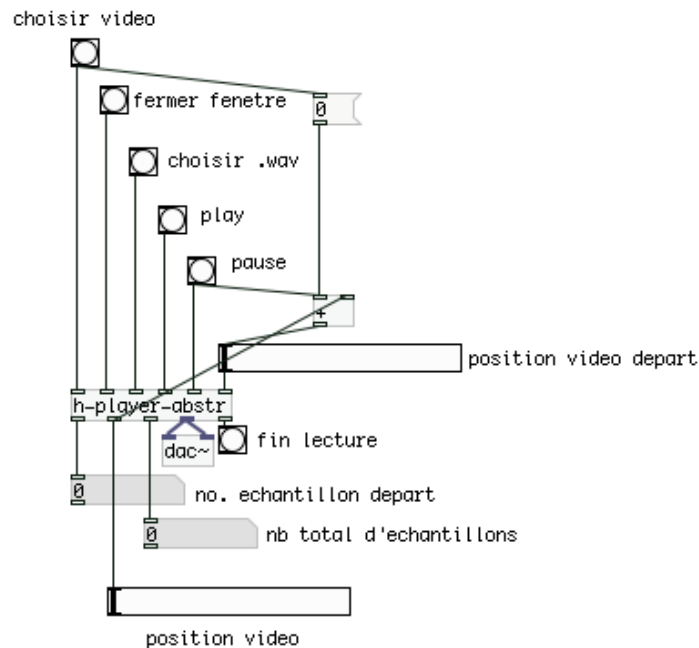 choisir video
fermer fenetre
0
choisir .wav
play
pause
+
position video depart
h-player-abstr
fin lecture
dac~
0
no. echantillon depart
0
nb total d'echantillons
position video